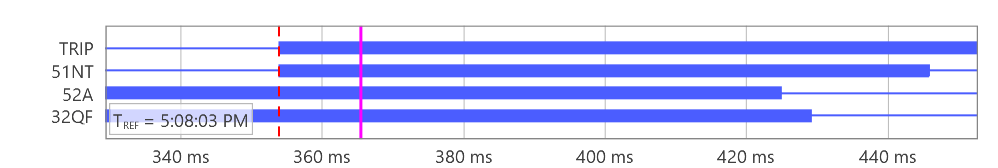 TRIP
51NT
52A
32QF
TREF = 5:08:03 PM
340 ms 360 ms 380 ms 400 ms 420 ms 440 ms